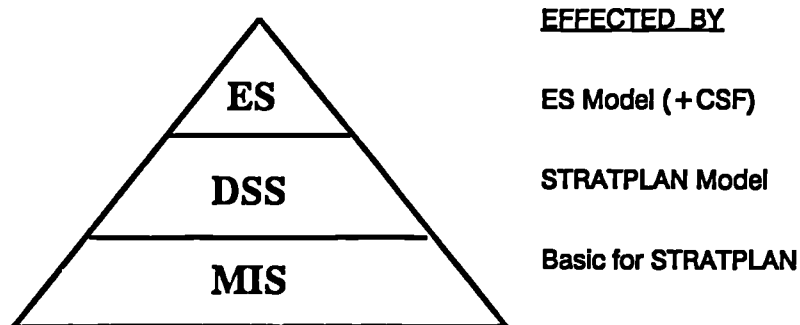 EFFECTED BY
ES
ES Model (+CSF)
DSS
STRATPLAN Model
MIS
Basic for STRATPLAN